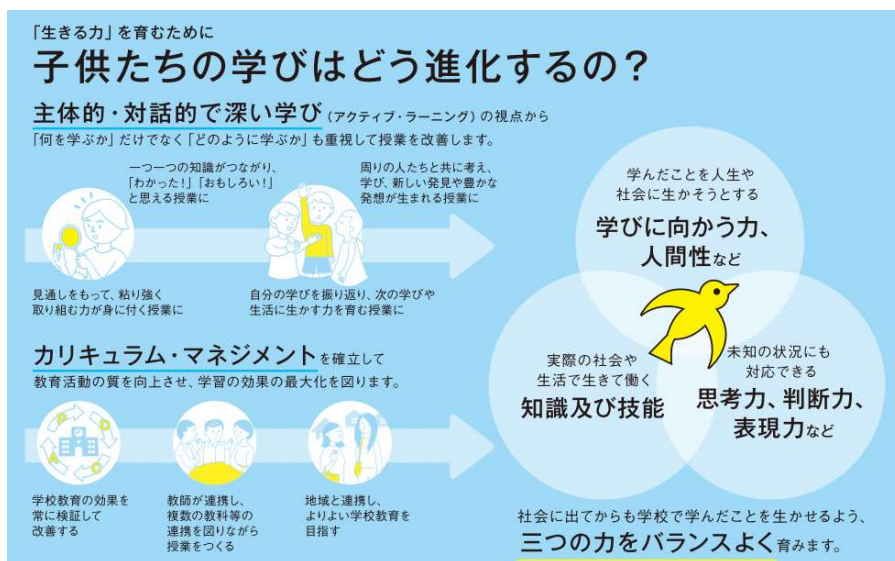 「生きる力」を育むために
子供たちの学びはどう進化するの？
主体的・対話的で深い学び（アクティブ・ラーニング）の視点から
「何を学ぶか」だけでなく「どのように学ぶか」も重視して授業を改善します。
一つ一つの知識がつながり、
「わかった！」「おもしろい！」
と思える授業に
周りの人たちと共に考え、
学び、新しい発見や豊かな
発想が生まれる授業に
見通しをもって、粘り強く
取り組む力が身に付く授業に
自分の学びを振り返り、次の学びや
生活に生かす力を育む授業に
カリキュラム・マネジメントを確立して
教育活動の質を向上させ、学習の効果の最大化を図ります。
P
D
C
A
学校教育の効果を
常に検証して
改善する
教師が連携し、
複数の教科等の
連携を図りながら
授業をつくる
地域と連携し、
よりよい学校教育を
目指す
学んだことを人生や
社会に生かそうとする
学びに向かう力、
人間性など
実際の社会や
生活で生きて働く
知識及び技能
未知の状況にも
対応できる
思考力、判断力、
表現力など
社会に出てからも学校で学んだことを生かせるよう、
三つの力をバランスよく育みます。